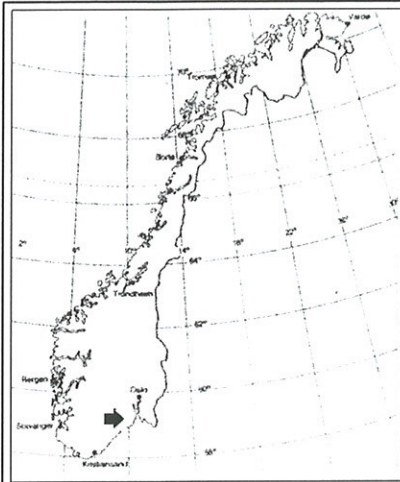 Vardø
70°
Tromsø
Bodø
66°
2°
6°
10°
14°
18°
22°
64°
Trondheim
62°
Bergen
Oslo
60°
Stavanger
Kristiansand
58°